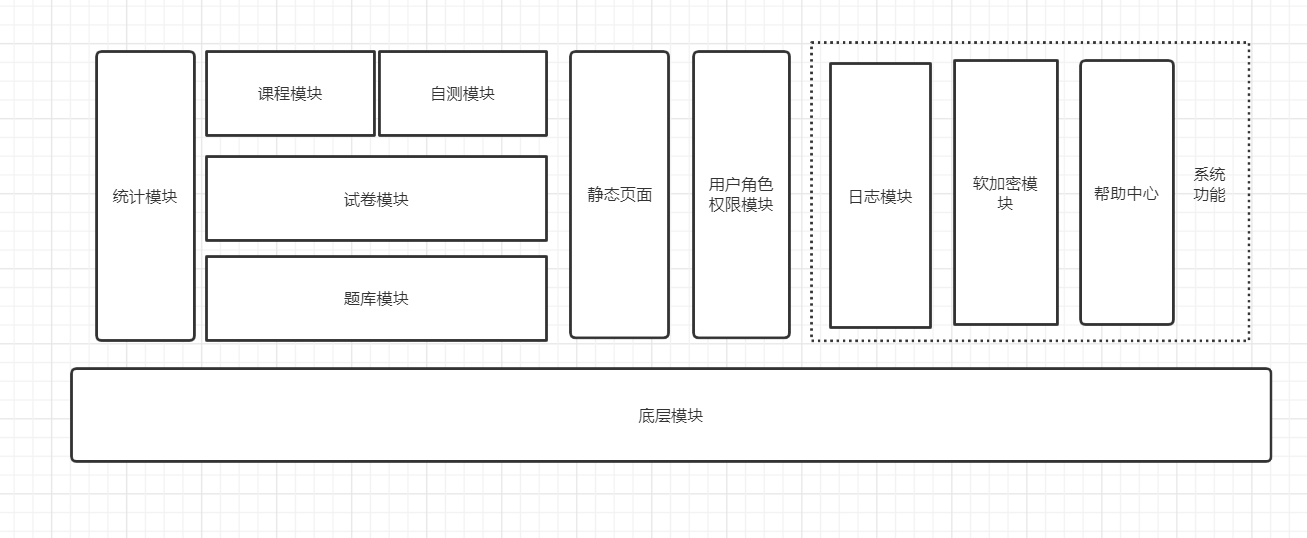 统计模块
课程模块
自测模块
试卷模块
题库模块
静态页面
用户角色
权限模块
日志模块
软加密模
块
帮助中心
系统
功能
底层模块